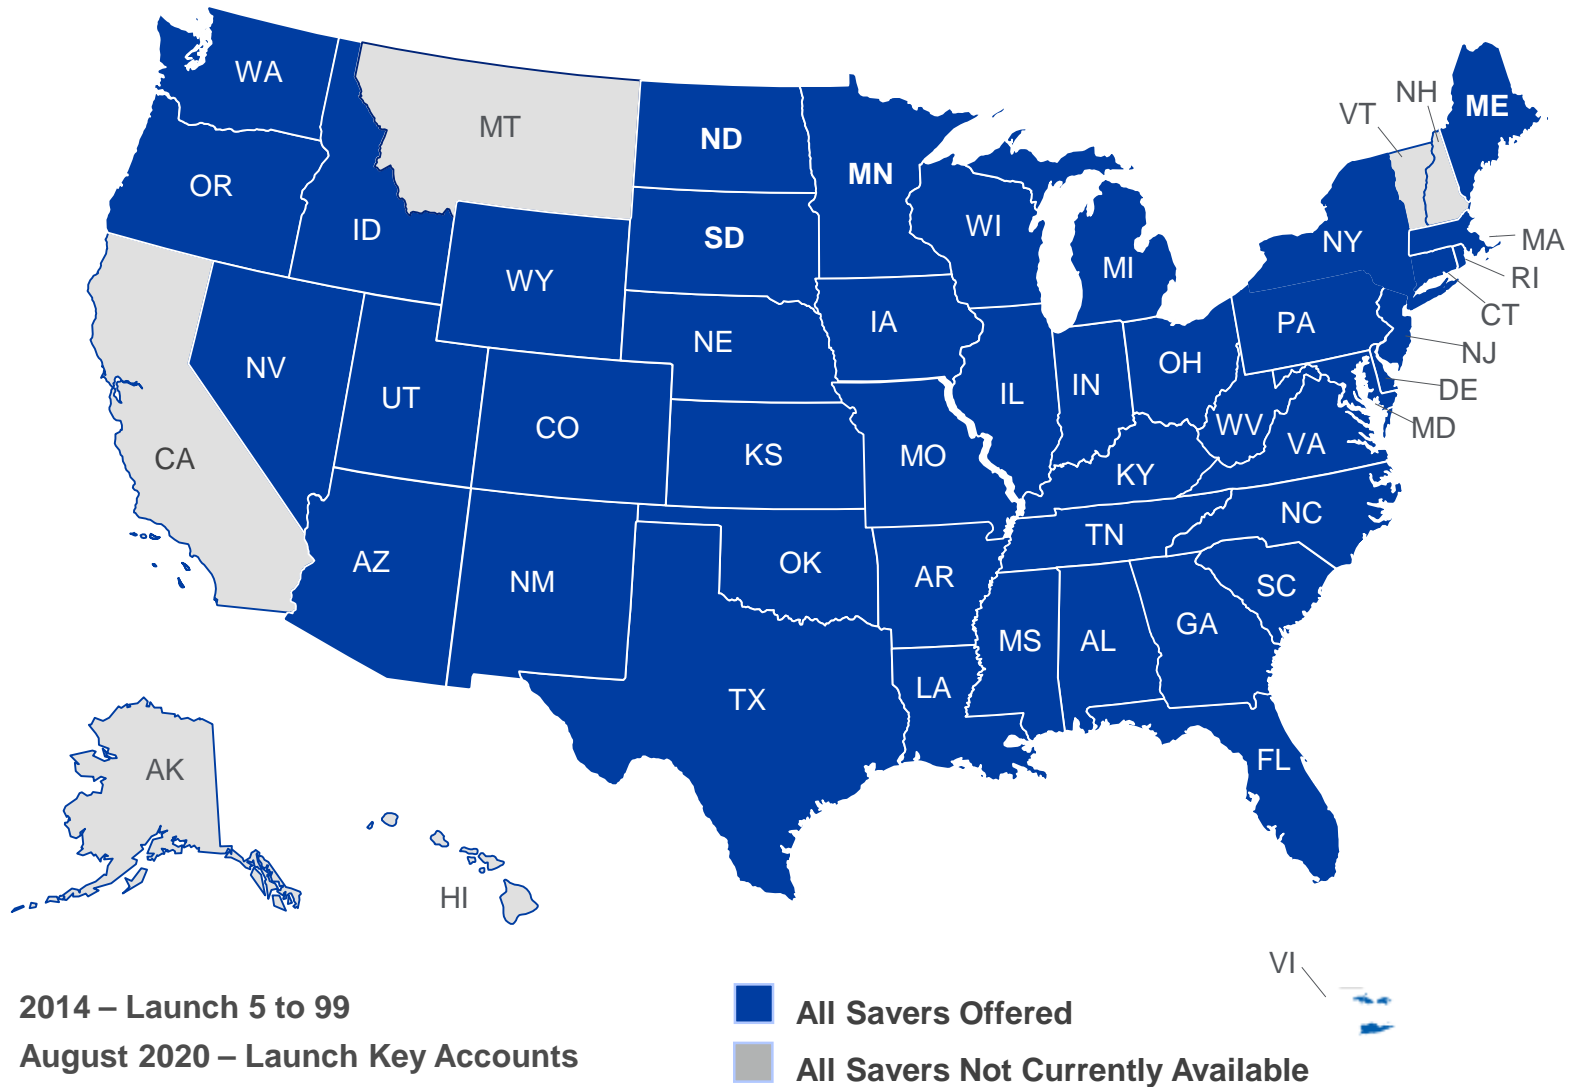 WA
MT
ND
MN
OR
ID
SD
WI
MI
NY
VT
NH
ME
MA
RI
CT
NJ
DE
MD
WY
IA
NE
PA
OH
NV
UT
CO
IL
IN
WV
VA
CA
KS
MO
KY
NC
AZ
NM
OK
AR
TN
SC
GA
MS
AL
LA
TX
FL
AK
HI
VI
2014 – Launch 5 to 99
August 2020 – Launch Key Accounts
All Savers Offered
All Savers Not Currently Available